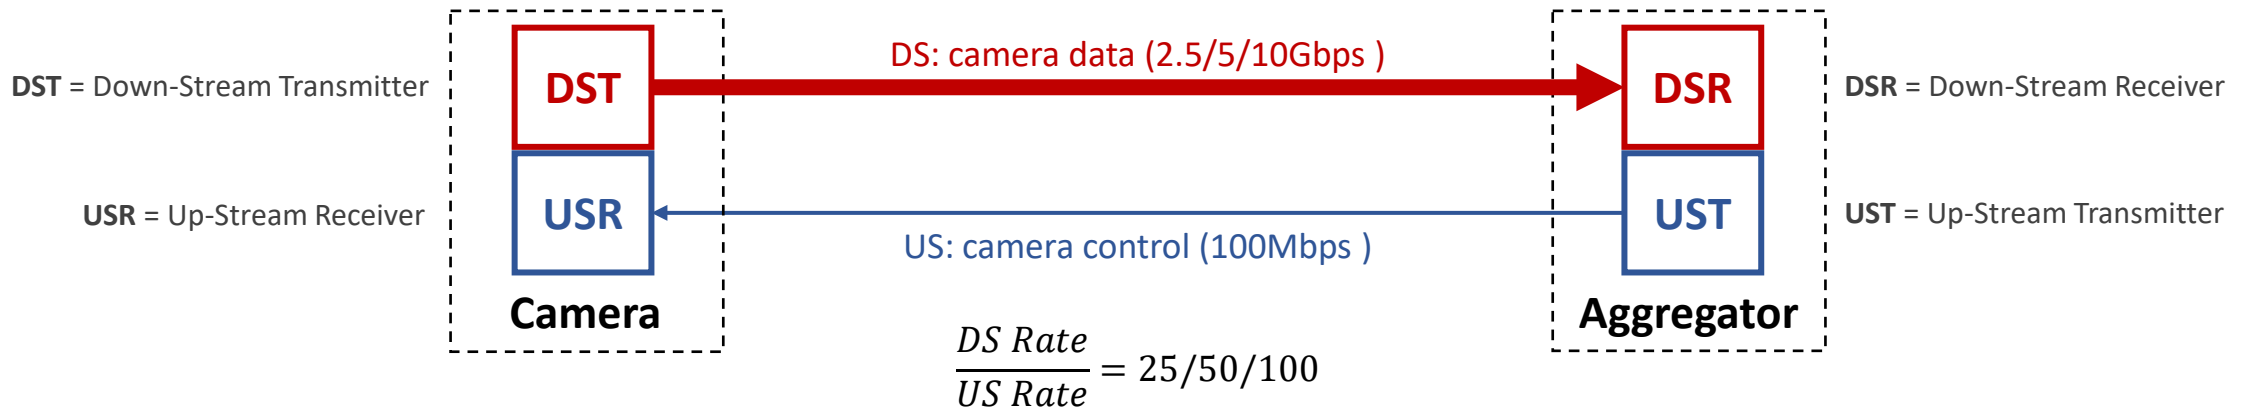 DS: camera data (2.5/5/10Gbps )
DST = Down-Stream Transmitter
DST
DSR
DSR = Down-Stream Receiver
USR = Up-Stream Receiver
USR
UST
UST = Up-Stream Transmitter
US: camera control (100Mbps )
Camera
Aggregator
DS Rate
US Rate
= 25/50/100